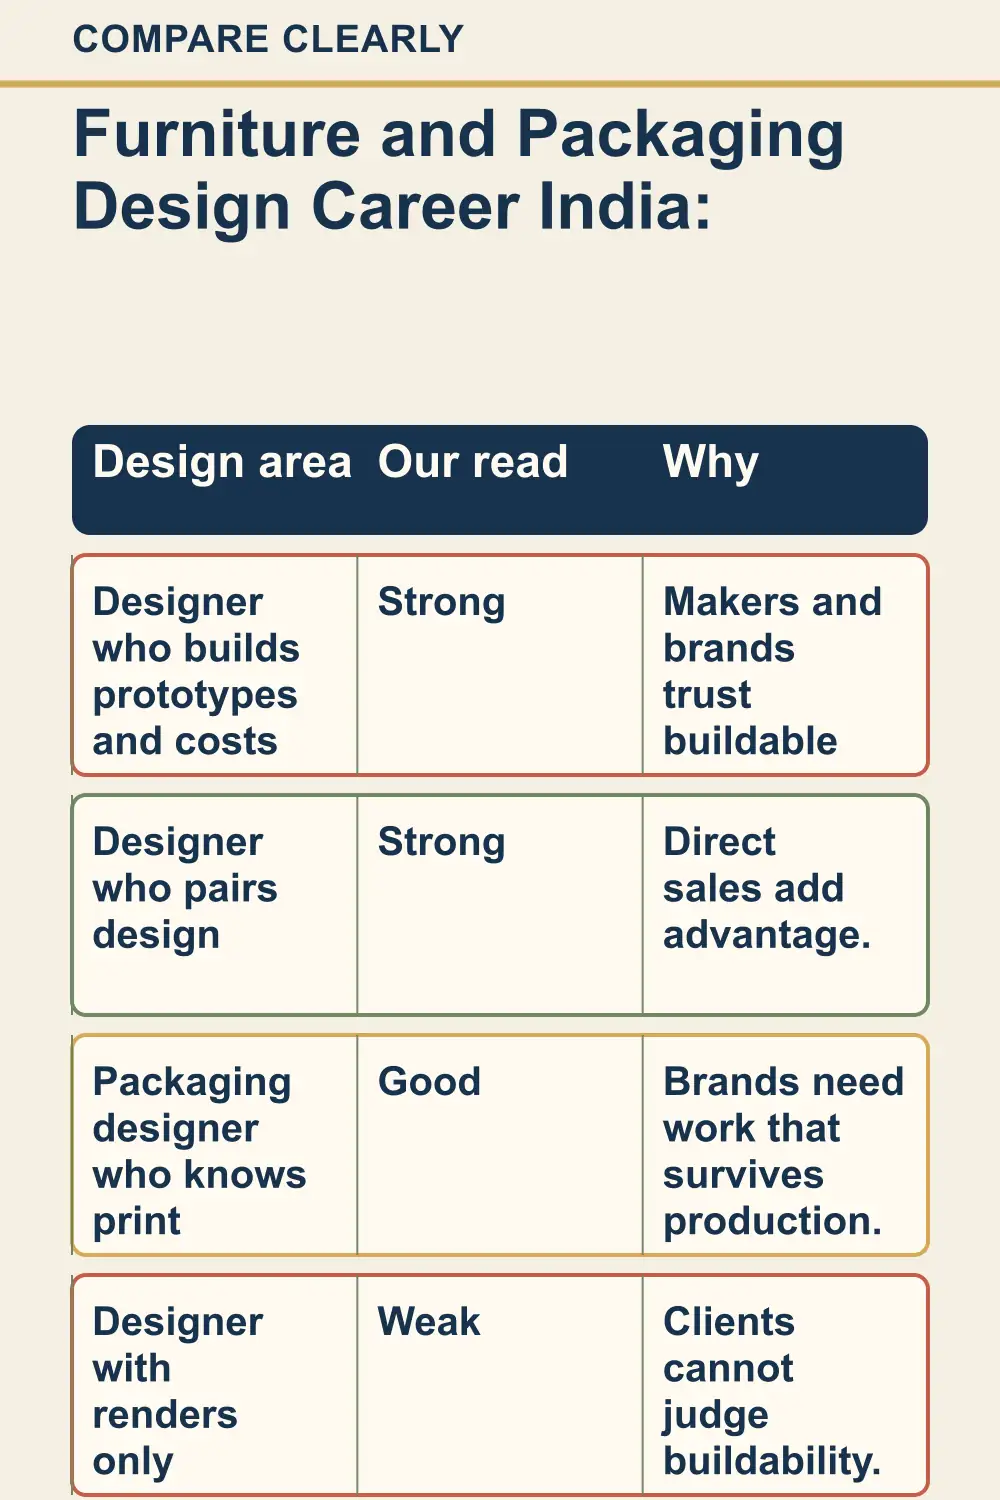 COMPARE CLEARLY
Furniture and Packaging
Design Career India:
Design area Our read Why
Designer
who builds
prototypes
and costs
Strong
Makers and
brands
trust
buildable
Designer
who pairs
design
Strong
Direct
sales add
advantage.
Packaging
designer
who knows
print
Good
Brands need
work that
survives
production.
Designer
with
renders
only
Weak
Clients
cannot
judge
buildability.